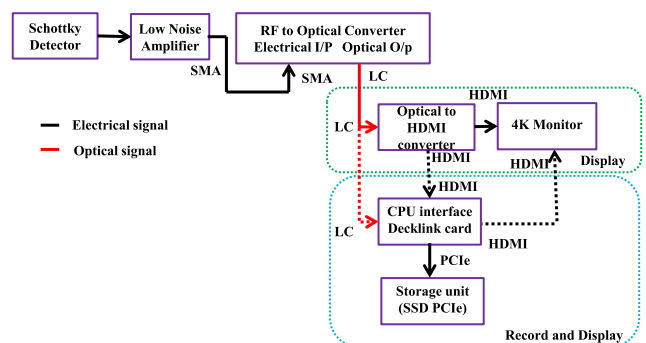 Schottky
Detector
Low Noise
Amplifier
RF to Optical Converter
Electrical I/P Optical O/p
SMA
SMA
LC
HDMI
Electrical signal
Optical signal
LC
Optical to
HDMI
converter
4K Monitor
HDMI
HDMI
Display
HDMI
LC
CPU interface
Decklink card
HDMI
PCIe
Storage unit
(SSD PCIe)
Record and Display